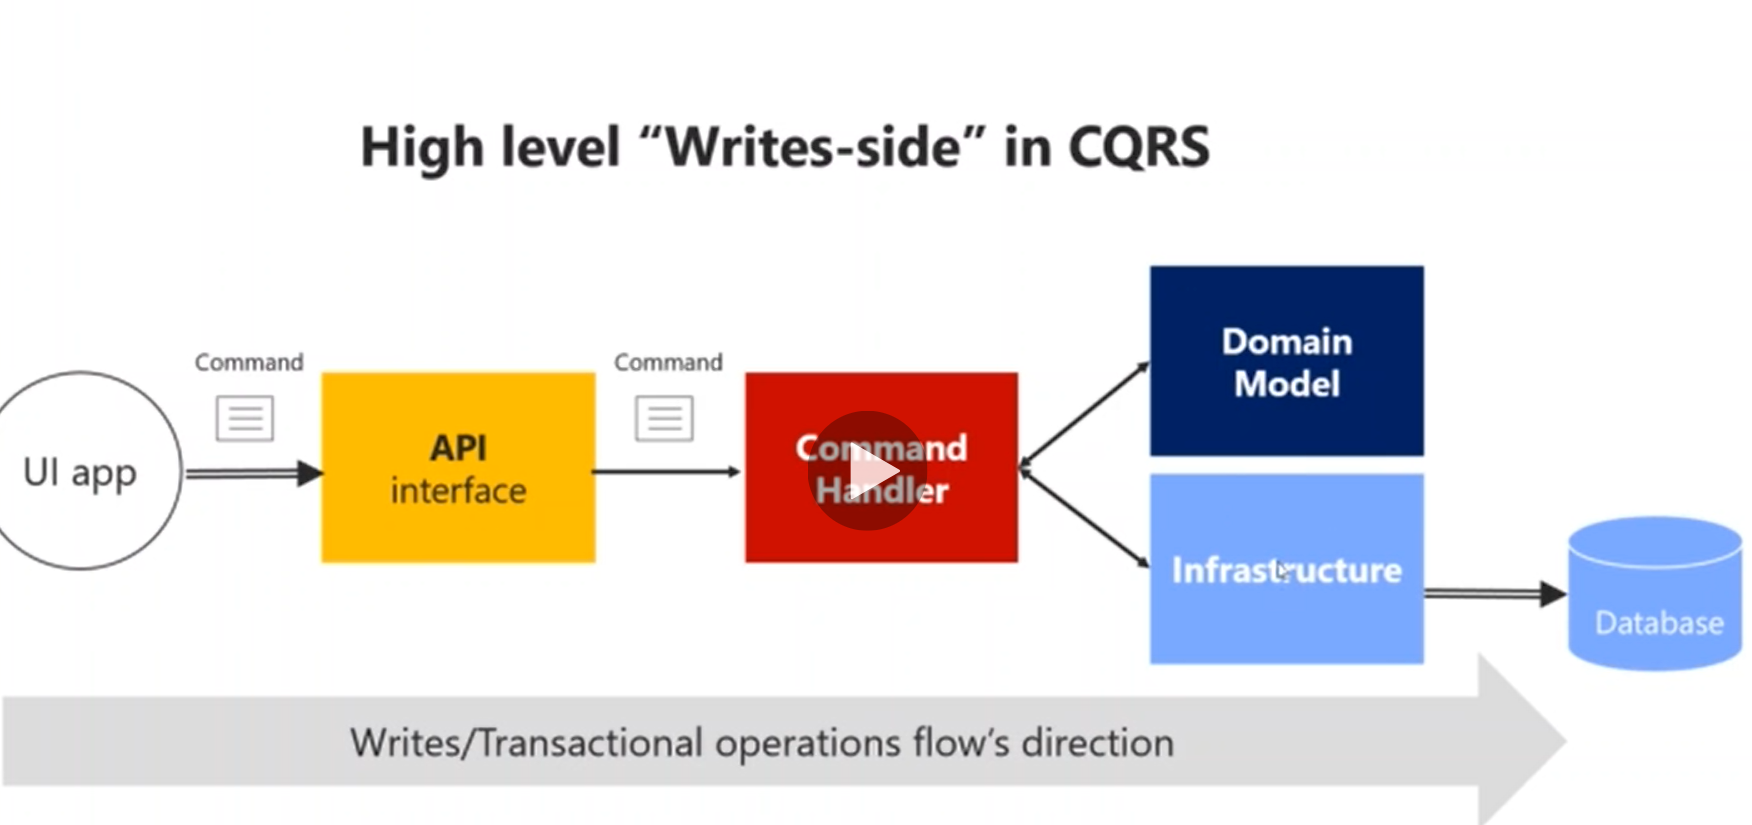 High level “Writes-side” in CQRS
Command
Command
UI app
API
interface
Command
Handler
Domain
Model
Infrastructure
Database
Writes/Transactional operations flow’s direction